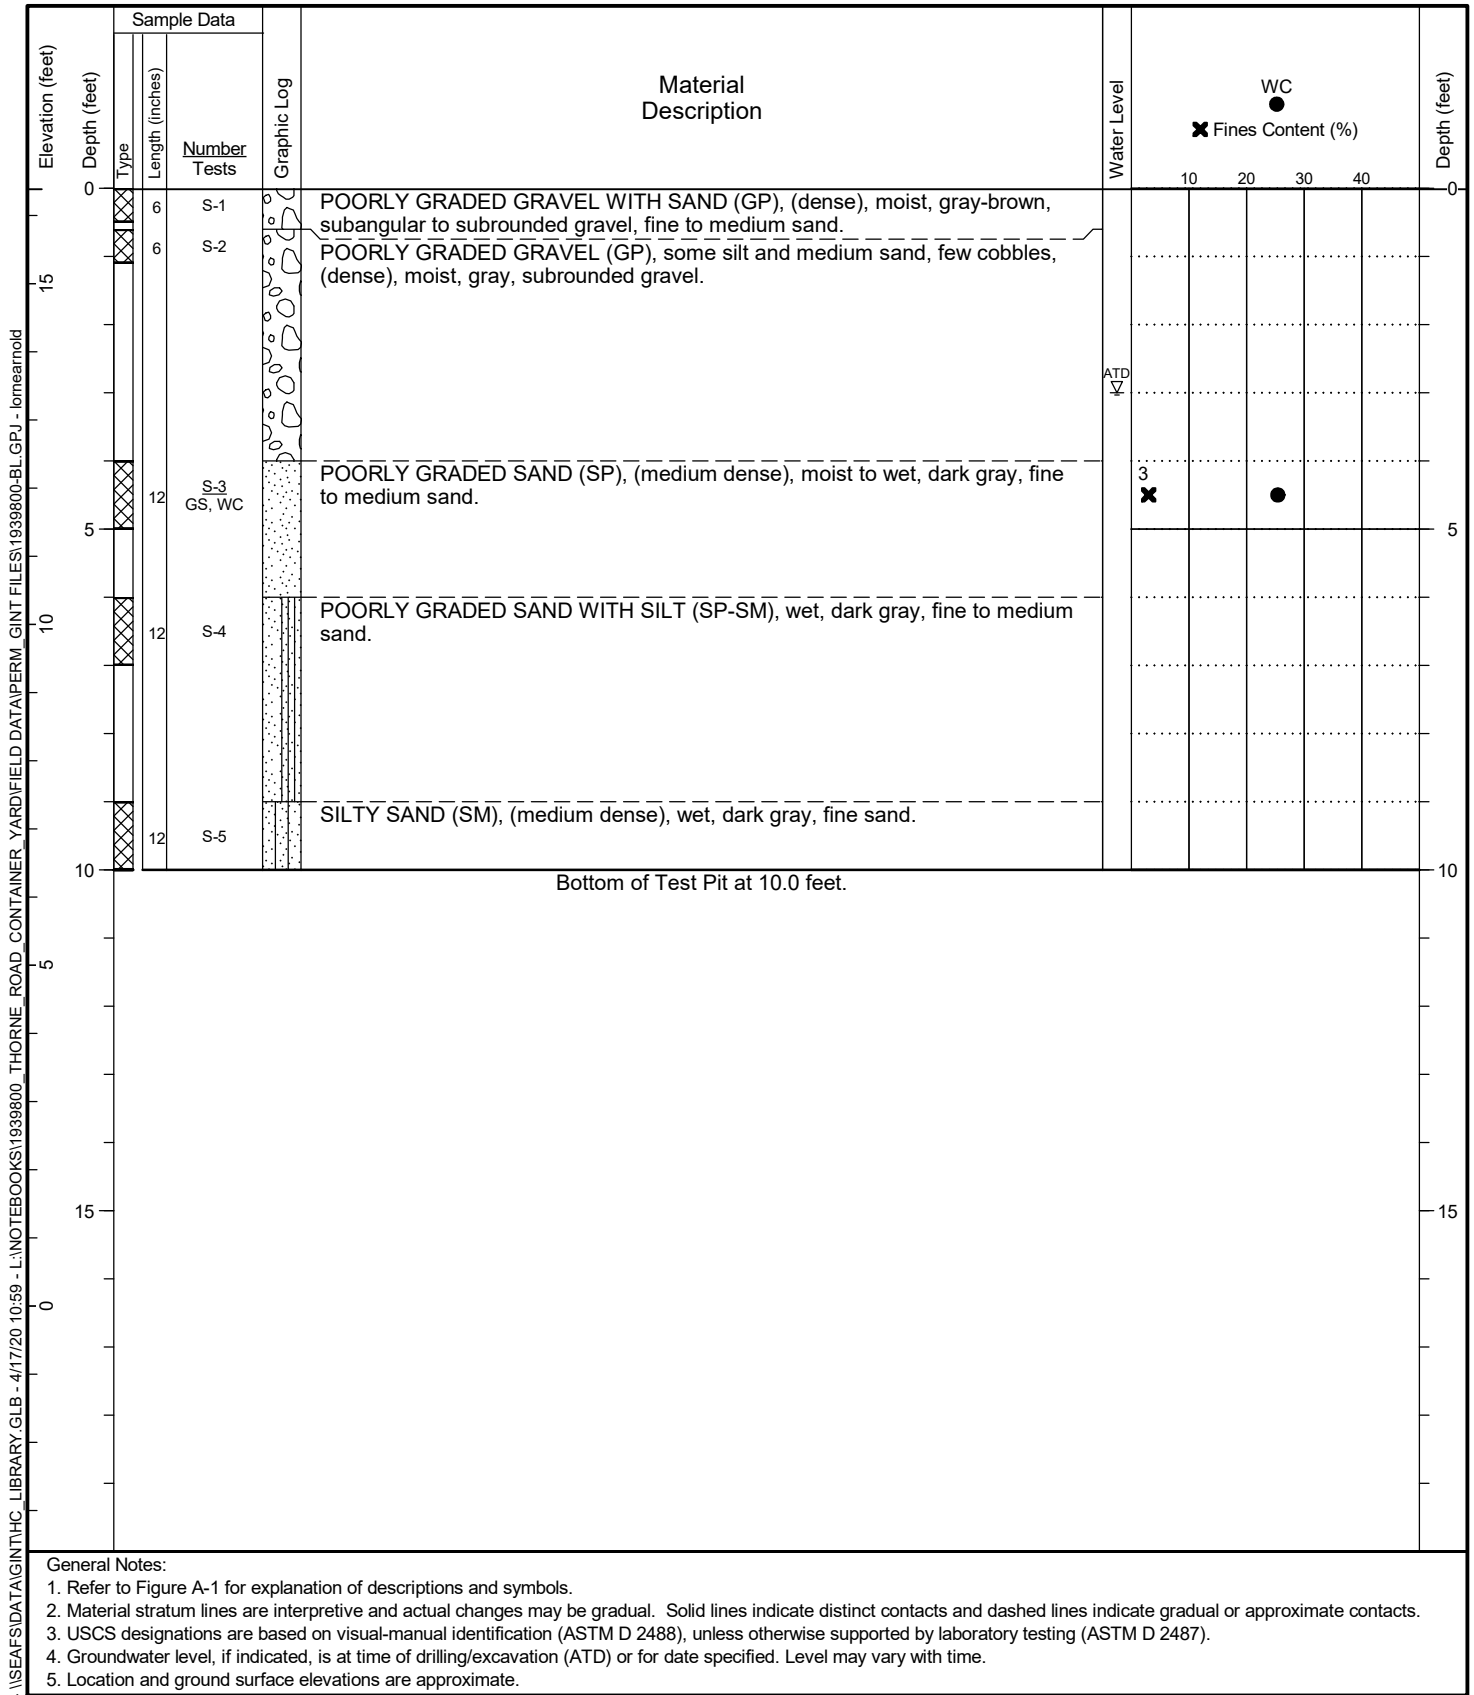 Sample Data
Elevation (feet)
Depth (feet)
Type
Length (inches)
Number
Tests
Graphic Log
Material
Description
Water Level
WC
Fines Content (%)
Depth (feet)
10 20 30 40
0
6
S-1
POORLY GRADED GRAVEL WITH SAND (GP), (dense), moist, gray-brown,
subangular to subrounded gravel, fine to medium sand.
0
6
S-2
POORLY GRADED GRAVEL (GP), some silt and medium sand, few cobbles,
(dense), moist, gray, subrounded gravel.
15
ATD
12
S-3
GS, WC
POORLY GRADED SAND (SP), (medium dense), moist to wet, dark gray, fine
to medium sand.
3
5
5
10
12
S-4
POORLY GRADED SAND WITH SILT (SP-SM), wet, dark gray, fine to medium
sand.
12
S-5
SILTY SAND (SM), (medium dense), wet, dark gray, fine sand.
10
10
Bottom of Test Pit at 10.0 feet.
5
15
15
0
General Notes:
1. Refer to Figure A-1 for explanation of descriptions and symbols.
2. Material stratum lines are interpretive and actual changes may be gradual. Solid lines indicate distinct contacts and dashed lines indicate gradual or approximate contacts.
3. USCS designations are based on visual-manual identification (ASTM D 2488), unless otherwise supported by laboratory testing (ASTM D 2487).
4. Groundwater level, if indicated, is at time of drilling/excavation (ATD) or for date specified. Level may vary with time.
5. Location and ground surface elevations are approximate.
\\SEAFS\DATA\GINT\HC_LIBRARY.GLB - 4/17/20 10:59 - L:\NOTEBOOKS\1939800_THORNE_ROAD_CONTAINER_YARD\FIELD DATA\PERM_GINT FILES\1939800-BL.GPJ - lornearnold